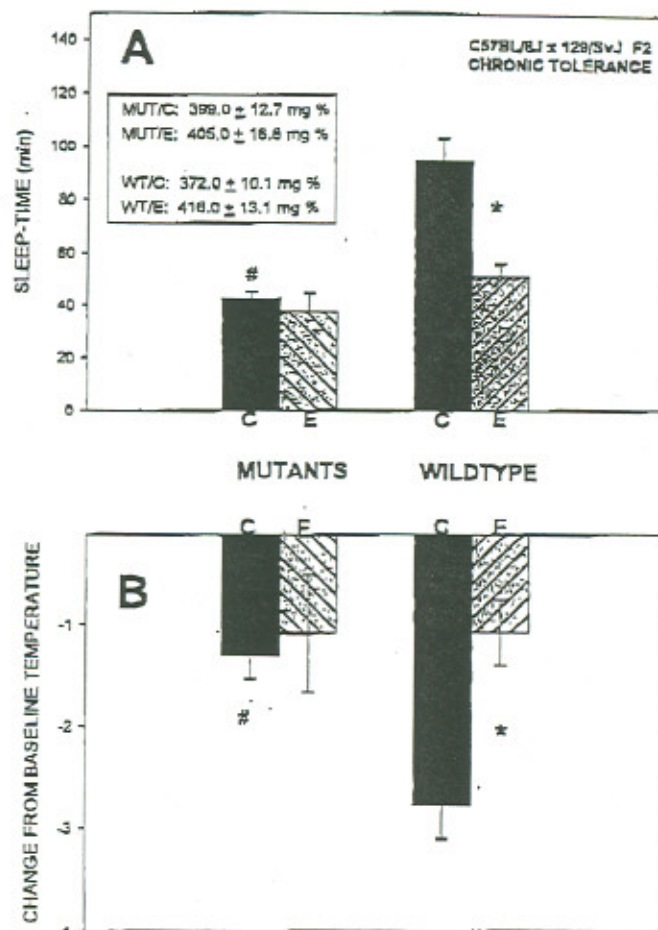 140
120
100
80
60
40
20
0
SLEEP-TIME (min)
A
C57BL/6J x 129/SvJ F2
CHRONIC TOLERANCE
MUT/C: 399.0 ± 12.7 mg %
MUT/E: 405.0 ± 16.6 mg %
WT/C: 372.0 ± 10.1 mg %
WT/E: 416.0 ± 13.1 mg %
#
*
C E C E
MUTANTS WILDTYPE
C E C E
B
-1
-2
-3
CHANGE FROM BASELINE TEMPERATURE
#
*